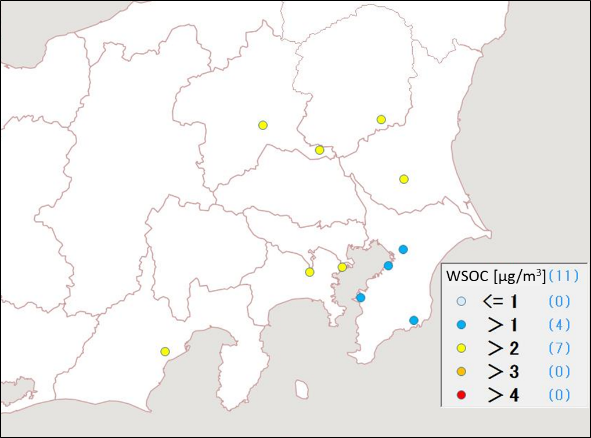 WSOC [μg/m³] (11)
<= 1 (0)
> 1 (4)
> 2 (7)
> 3 (0)
> 4 (0)